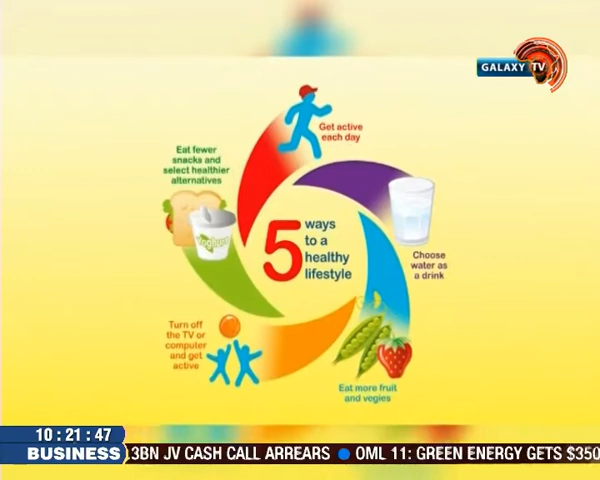 GALAXY TV
Get active
each day
Eat fewer
snacks and
select healthier
alternatives
Yoghurt
5
ways
to a
healthy
lifestyle
Choose
water as
a drink
Turn off
the TV or
computer
and get
active
Eat more fruit
and vegies
10:21:47
BUSINESS
.3BN JV CASH CALL ARREARS
OML 11: GREEN ENERGY GETS $350